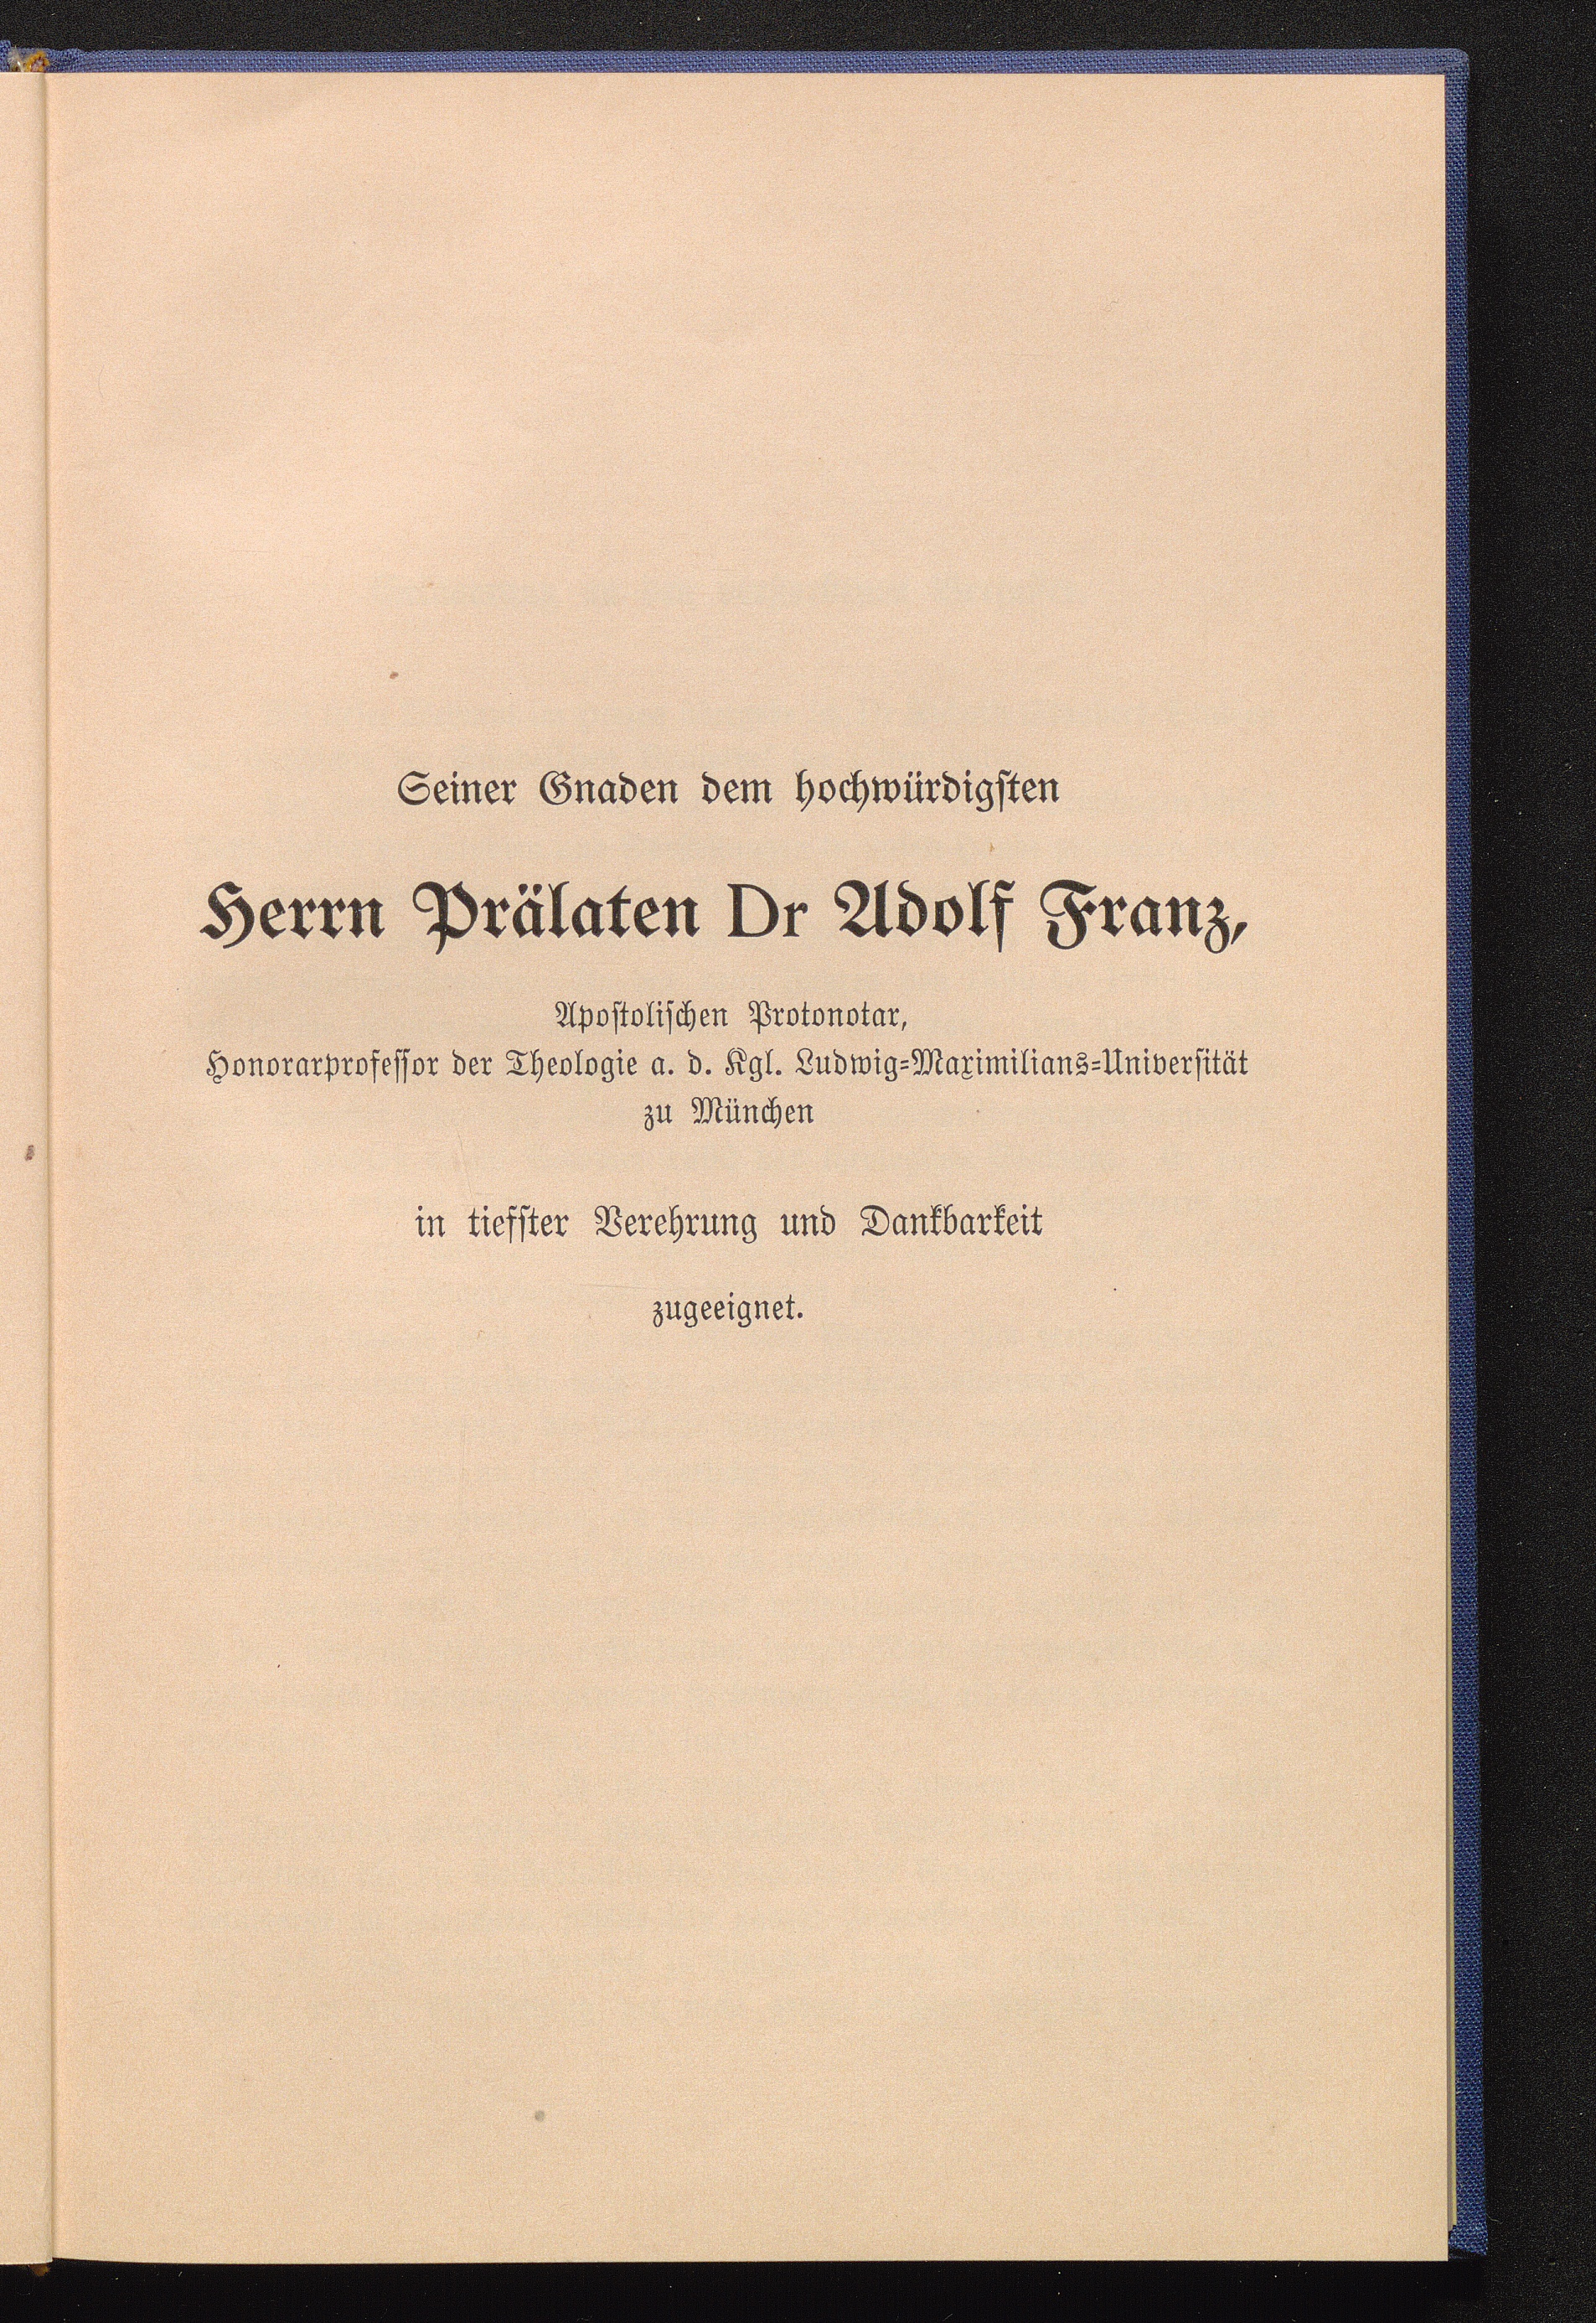 Seiner Gnaden dem hochwürdigſten
Herrn Prälaten Dr Adolf Franz,
Apoſtoliſchen Protonotar,
Honorarprofeſſor der Theologie a. d. Kgl. Ludwig-Maximilians-Univerſität
zu München
in tiefſter Verehrung und Dankbarkeit
zugeeignet.